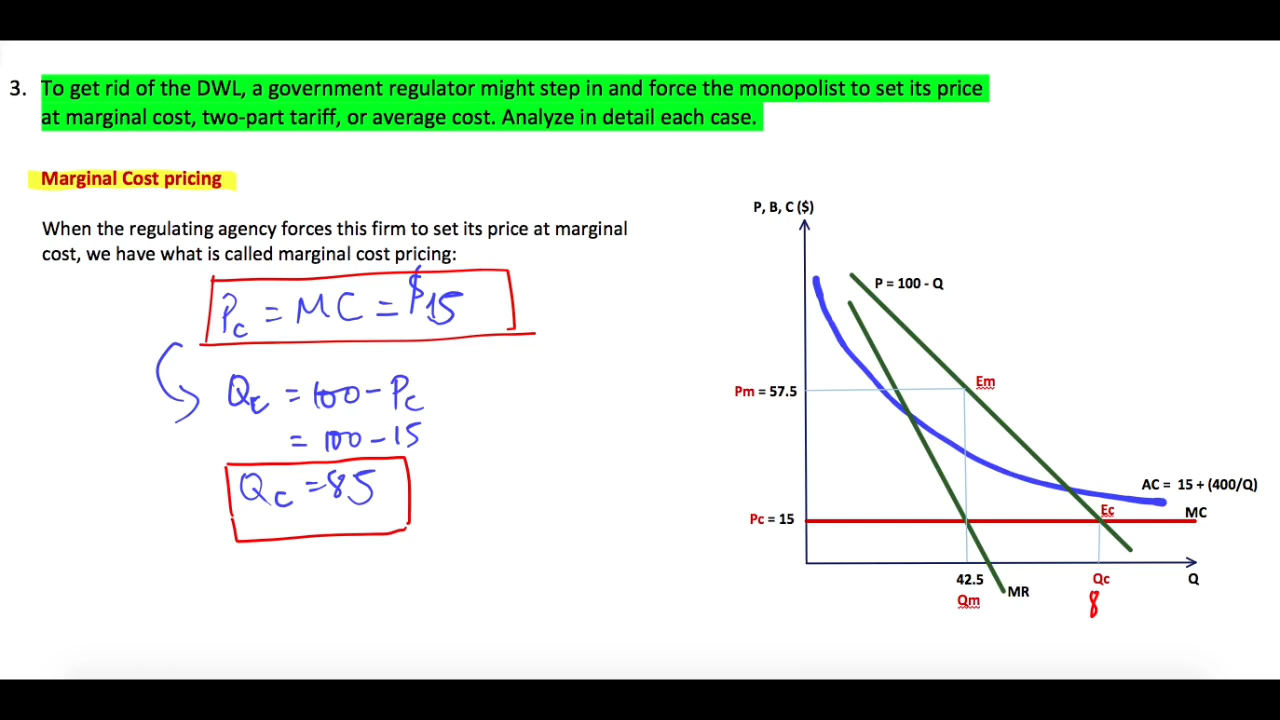 3. To get rid of the DWL, a government regulator might step in and force the monopolist to set its price
at marginal cost, two-part tariff, or average cost. Analyze in detail each case.
Marginal Cost pricing
When the regulating agency forces this firm to set its price at marginal
cost, we have what is called marginal cost pricing:
Pc = MC = $15
Qc = 100 - Pc
= 100 - 15
Qc = 85
P, B, C ($)
P = 100 - Q
Em
Pm = 57.5
AC = 15 + (400/Q)
Ec
MC
Pc = 15
42.5
Qc
Q
Qm
MR
8